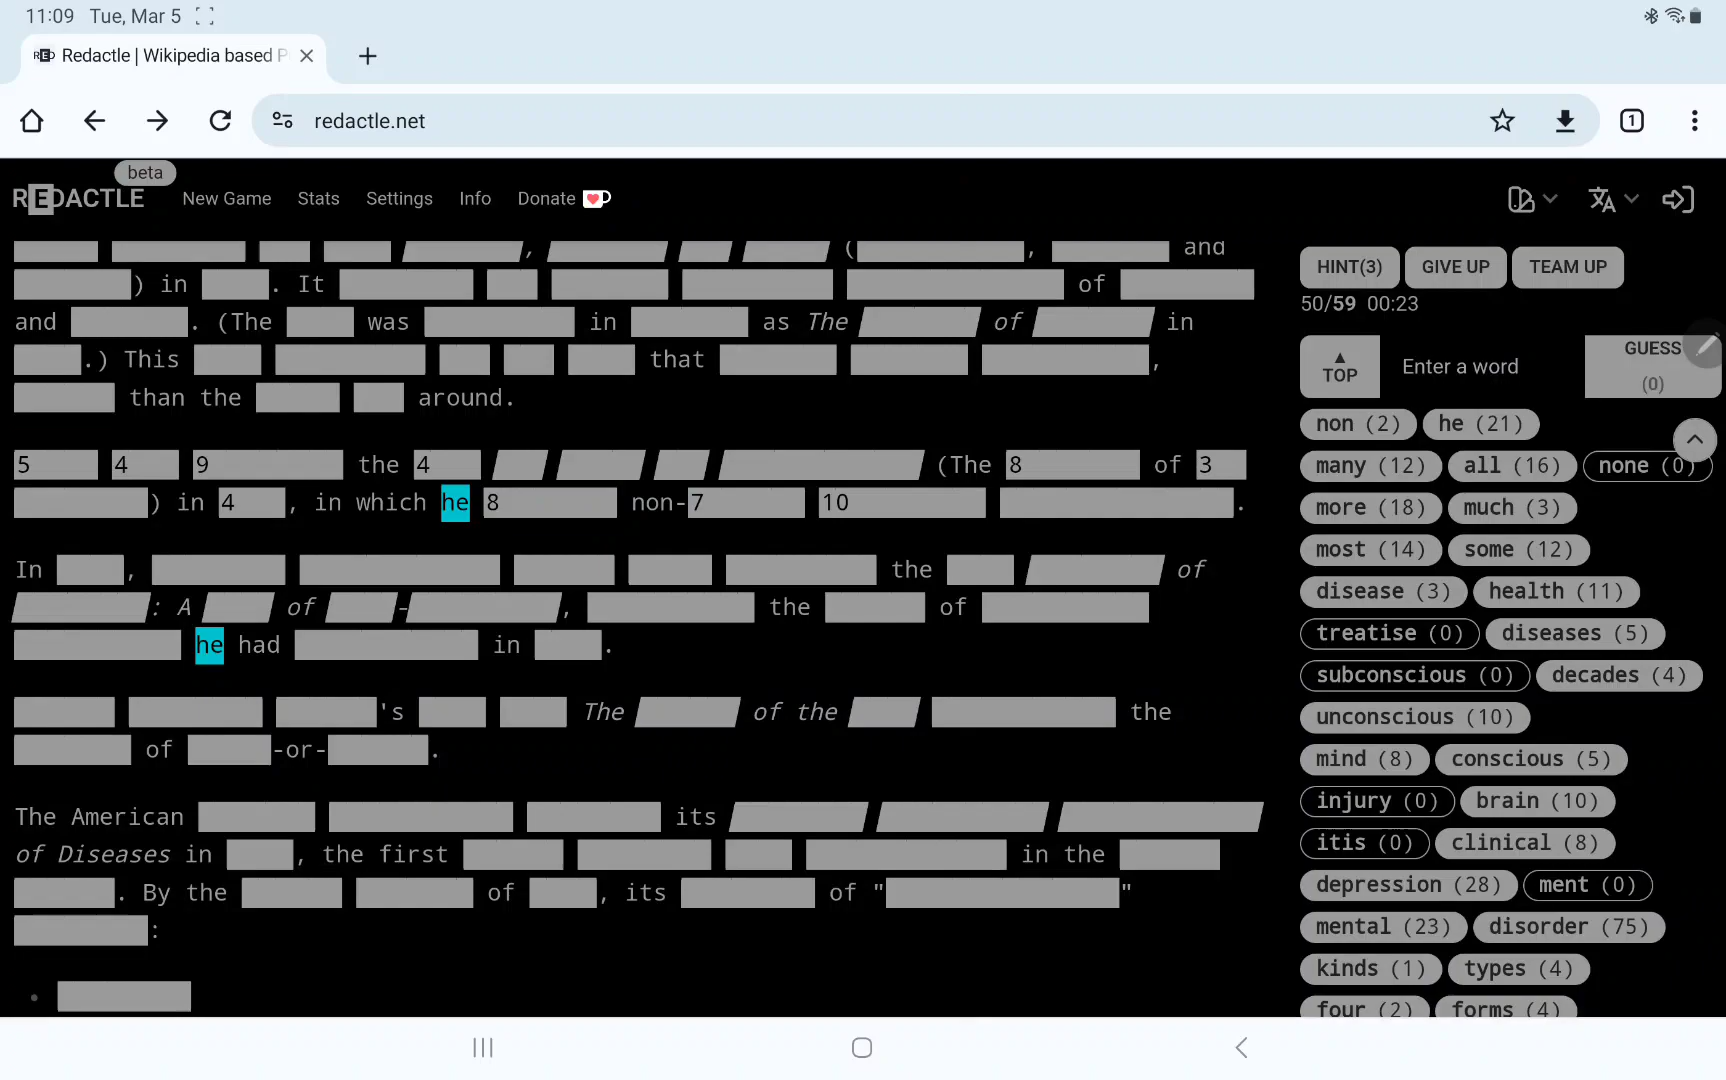 11:09 Tue, Mar 5
RED Redactle | Wikipedia based P
redactle.net
1
beta
REDACTLE New Game Stats Settings Info Donate
, ( , and
) in . It of
and . (The was in as The of in
.) This that ,
than the around.
5 4 9 the 4 (The 8 of 3
) in 4 , in which he 8 non-7 10 .
In , the of
: A of - , the of
he had in .
's The of the the
of -or- .
The American its
of Diseases in , the first in the
. By the of , its of " "
:
HINT(3) GIVE UP TEAM UP
50/59 00:23
▲ TOP Enter a word GUESS (0)
non (2) he (21)
many (12) all (16) none (0)
more (18) much (3)
most (14) some (12)
disease (3) health (11)
treatise (0) diseases (5)
subconscious (0) decades (4)
unconscious (10)
mind (8) conscious (5)
injury (0) brain (10)
itis (0) clinical (8)
depression (28) ment (0)
mental (23) disorder (75)
kinds (1) types (4)
four (2) forms (4)